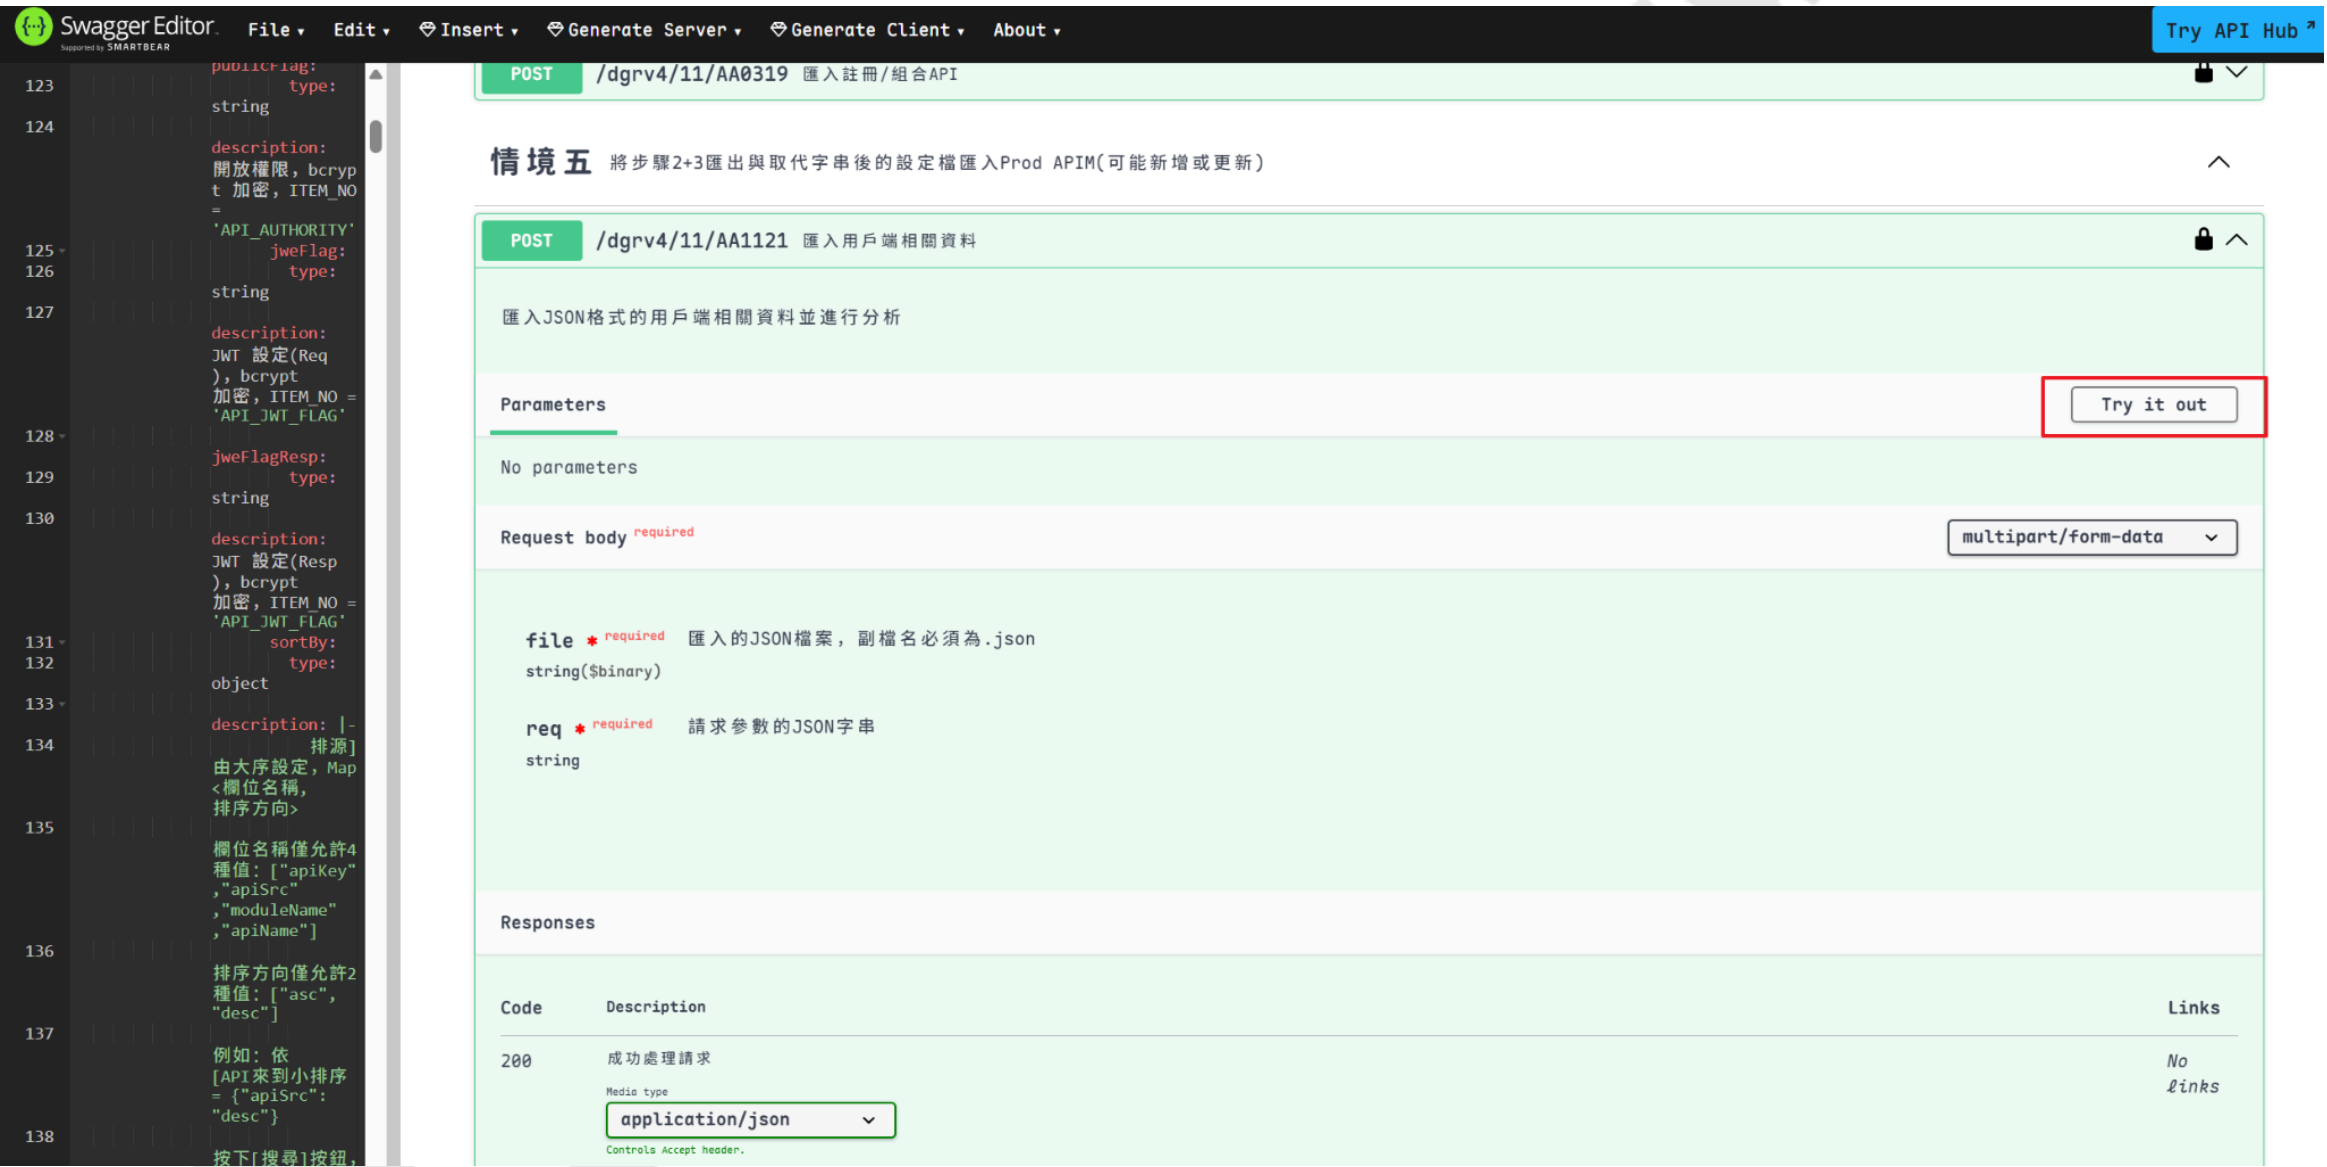 Swagger Editor.
Supported by SMARTBEAR
File
Edit
Insert
Generate Server
Generate Client
About
Try API Hub
publicFlag:
123 type:
string
124
description:
開放權限, bcryp
t 加密, ITEM_NO
=
'API_AUTHORITY'
125 jweFlag:
126 type:
string
127
description:
JWT 設定(Req
), bcrypt
加密, ITEM_NO =
'API_JWT_FLAG'
128
jweFlagResp:
129 type:
string
130
description:
JWT 設定(Resp
), bcrypt
加密, ITEM_NO =
'API_JWT_FLAG'
131 sortBy:
132 type:
object
133
description: |-
134 排源]
由大序設定, Map
<欄位名稱,
排序方向>
135
欄位名稱僅允許4
種值: ["apiKey"
,"apiSrc"
,"moduleName"
,"apiName"]
136
排序方向僅允許2
種值: ["asc",
"desc"]
137
例如: 依
[API來到小排序
= {"apiSrc":
"desc"}
138
按下[搜尋]按鈕,
POST /dgrv4/11/AA0319 匯入註冊/組合API
情境五 將步驟2+3匯出與取代字串後的設定檔匯入Prod APIM(可能新增或更新)
POST /dgrv4/11/AA1121 匯入用戶端相關資料
匯入JSON格式的用戶端相關資料並進行分析
Parameters
Try it out
No parameters
Request body required
multipart/form-data
file * required 匯入的JSON檔案, 副檔名必須為.json
string($binary)
req * required 請求參數的JSON字串
string
Responses
Code Description Links
200 成功處理請求 No links
Media type
application/json
Controls Accept header.